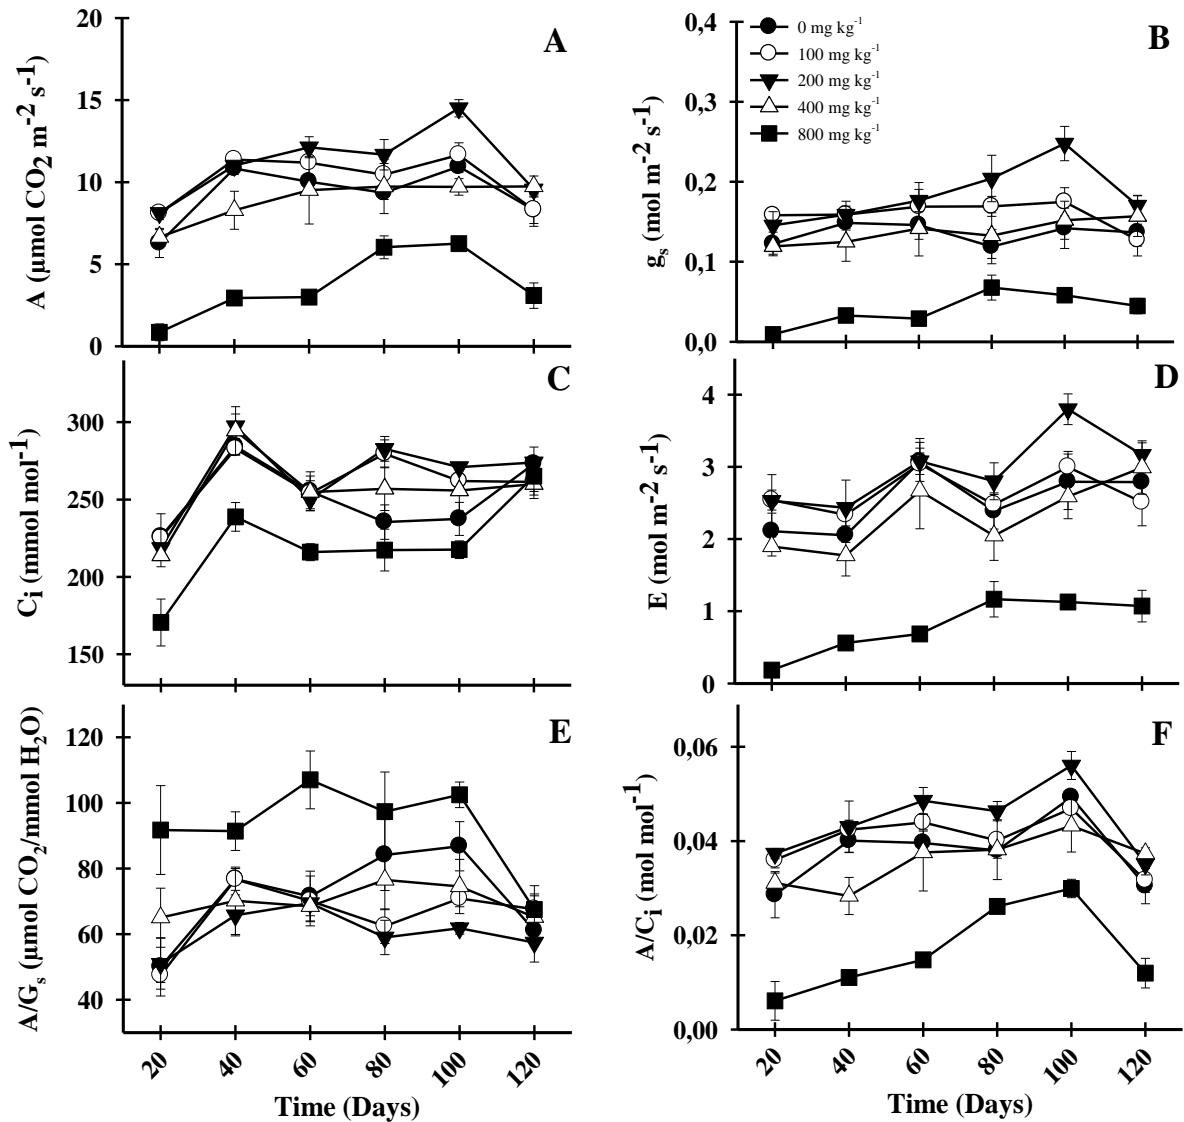 A
A (µmol CO2 m-2 s-1)
20
15
10
5
0
B
gs (mol m-2 s-1)
0,4
0,3
0,2
0,1
0,0
0 mg kg-1
100 mg kg-1
200 mg kg-1
400 mg kg-1
800 mg kg-1
C
Ci (mmol mol-1)
300
250
200
150
D
E (mol m-2 s-1)
4
3
2
1
0
E
A/Gs (µmol CO2/mmol H2O)
120
100
80
60
40
20 40 60 80 100 120
Time (Days)
F
A/Ci (mol mol-1)
0,06
0,04
0,02
0,00
20 40 60 80 100 120
Time (Days)